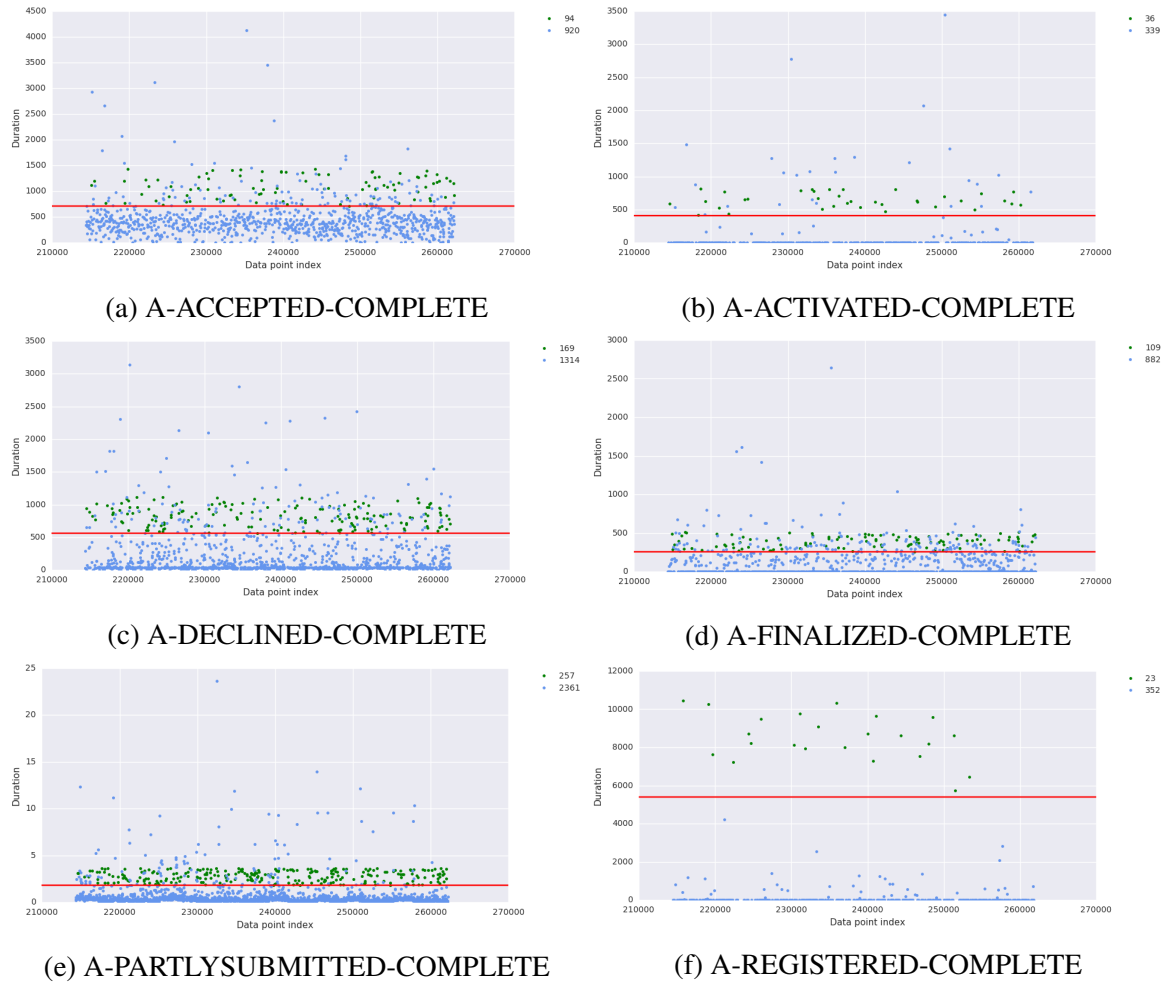 4500
4000
3500
3000
2500
2000
1500
1000
500
0
Duration
210000 220000 230000 240000 250000 260000 270000
Data point index
94
920
(a) A-ACCEPTED-COMPLETE
3500
3000
2500
2000
1500
1000
500
0
Duration
210000 220000 230000 240000 250000 260000 270000
Data point index
36
339
(b) A-ACTIVATED-COMPLETE
3500
3000
2500
2000
1500
1000
500
0
Duration
210000 220000 230000 240000 250000 260000 270000
Data point index
169
1314
(c) A-DECLINED-COMPLETE
3000
2500
2000
1500
1000
500
0
Duration
210000 220000 230000 240000 250000 260000 270000
Data point index
109
882
(d) A-FINALIZED-COMPLETE
25
20
15
10
5
0
Duration
210000 220000 230000 240000 250000 260000 270000
Data point index
257
2361
(e) A-PARTLYSUBMITTED-COMPLETE
12000
10000
8000
6000
4000
2000
0
Duration
210000 220000 230000 240000 250000 260000 270000
Data point index
23
352
(f) A-REGISTERED-COMPLETE